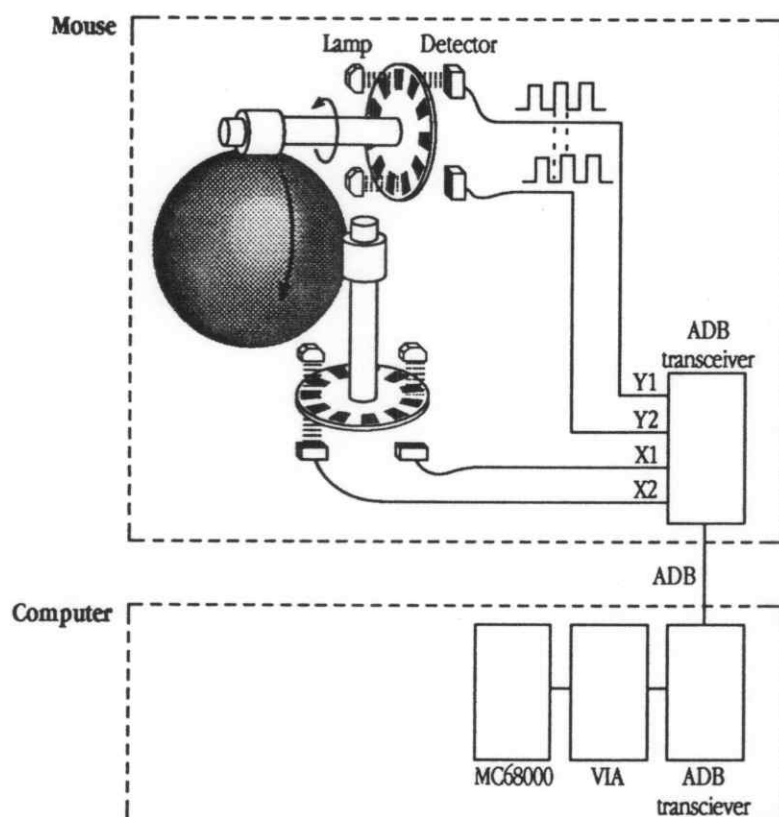 Mouse
Lamp
Detector
ADB
transceiver
Y1
Y2
X1
X2
ADB
Computer
MC68000
VIA
ADB
transciever